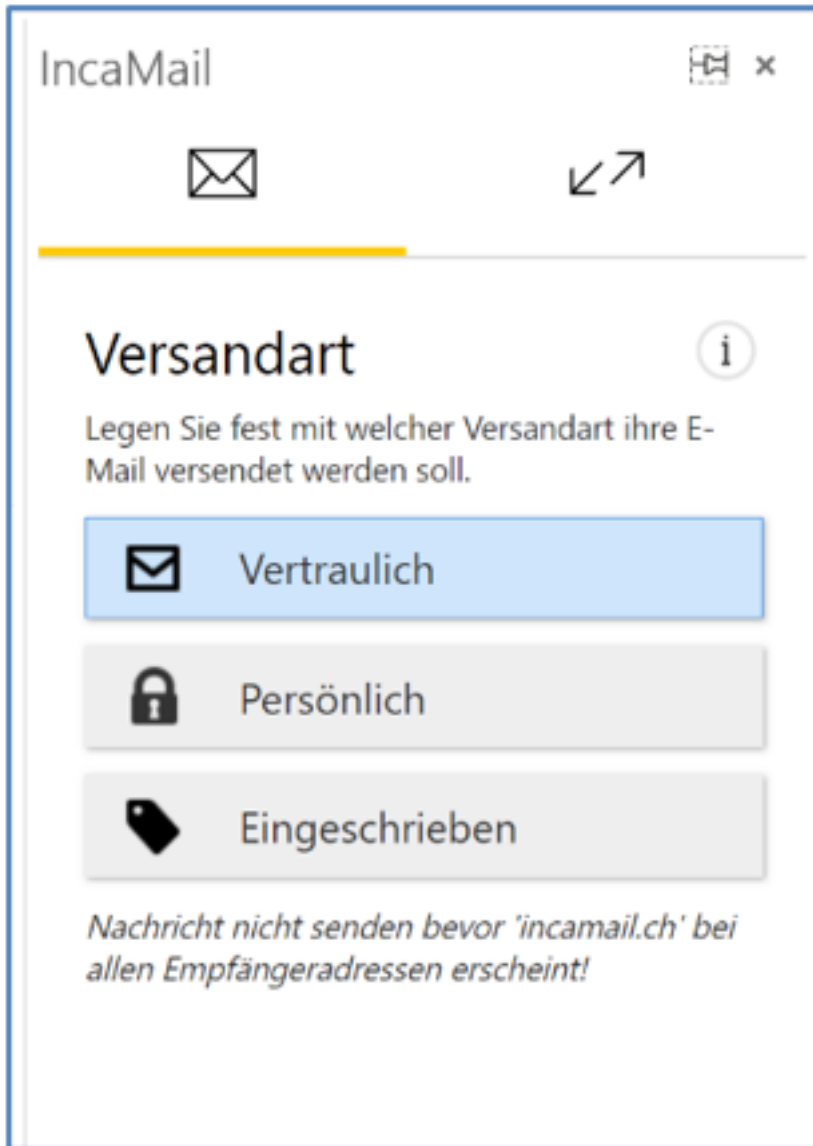 IncaMail
Versandart
Legen Sie fest mit welcher Versandart ihre E-
Mail versendet werden soll.
Vertraulich
Persönlich
Eingeschrieben
Nachricht nicht senden bevor 'incamail.ch' bei
allen Empfängeradressen erscheint!